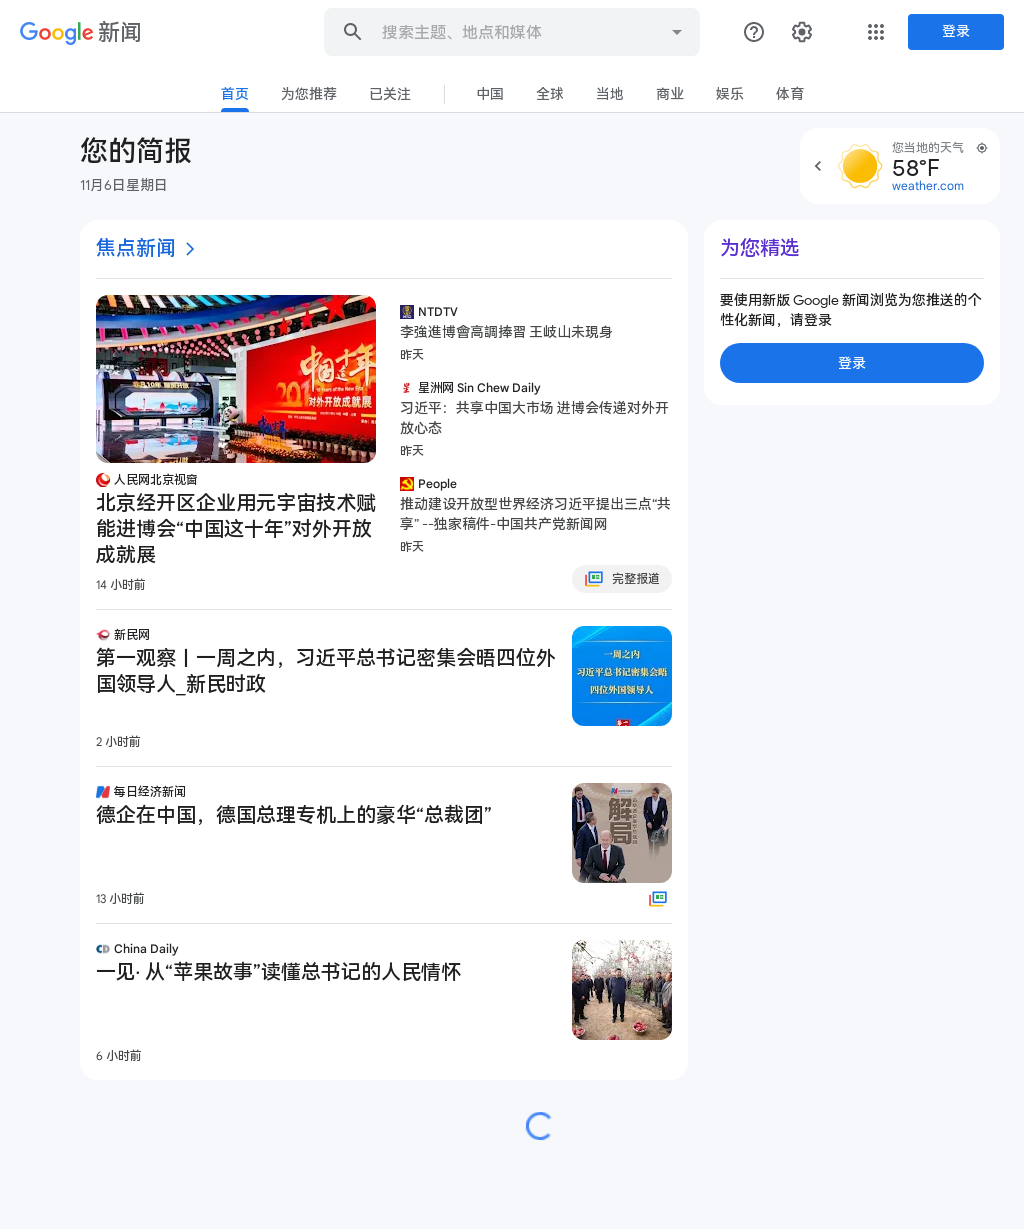 Google 新闻
搜索主题、地点和媒体
登录
首页
为您推荐
已关注
中国
全球
当地
商业
娱乐
体育
您的简报
11月6日星期日
您当地的天气
58°F
weather.com
焦点新闻
中国这十年
对外开放成就展
人民网北京视窗
北京经开区企业用元宇宙技术赋
能进博会“中国这十年”对外开放
成就展
14 小时前
NTDTV
李強進博會高調捧習 王岐山未現身
昨天
星洲网 Sin Chew Daily
习近平：共享中国大市场 进博会传递对外开
放心态
昨天
People
推动建设开放型世界经济习近平提出三点“共
享” --独家稿件-中国共产党新闻网
昨天
完整报道
新民网
第一观察丨一周之内，习近平总书记密集会晤四位外
国领导人_新民时政
2 小时前
一周之内
习近平总书记密集会晤
四位外国领导人
每日经济新闻
德企在中国，德国总理专机上的豪华“总裁团”
13 小时前
解局
China Daily
一见· 从“苹果故事”读懂总书记的人民情怀
6 小时前
为您精选
要使用新版 Google 新闻浏览为您推送的个
性化新闻，请登录
登录